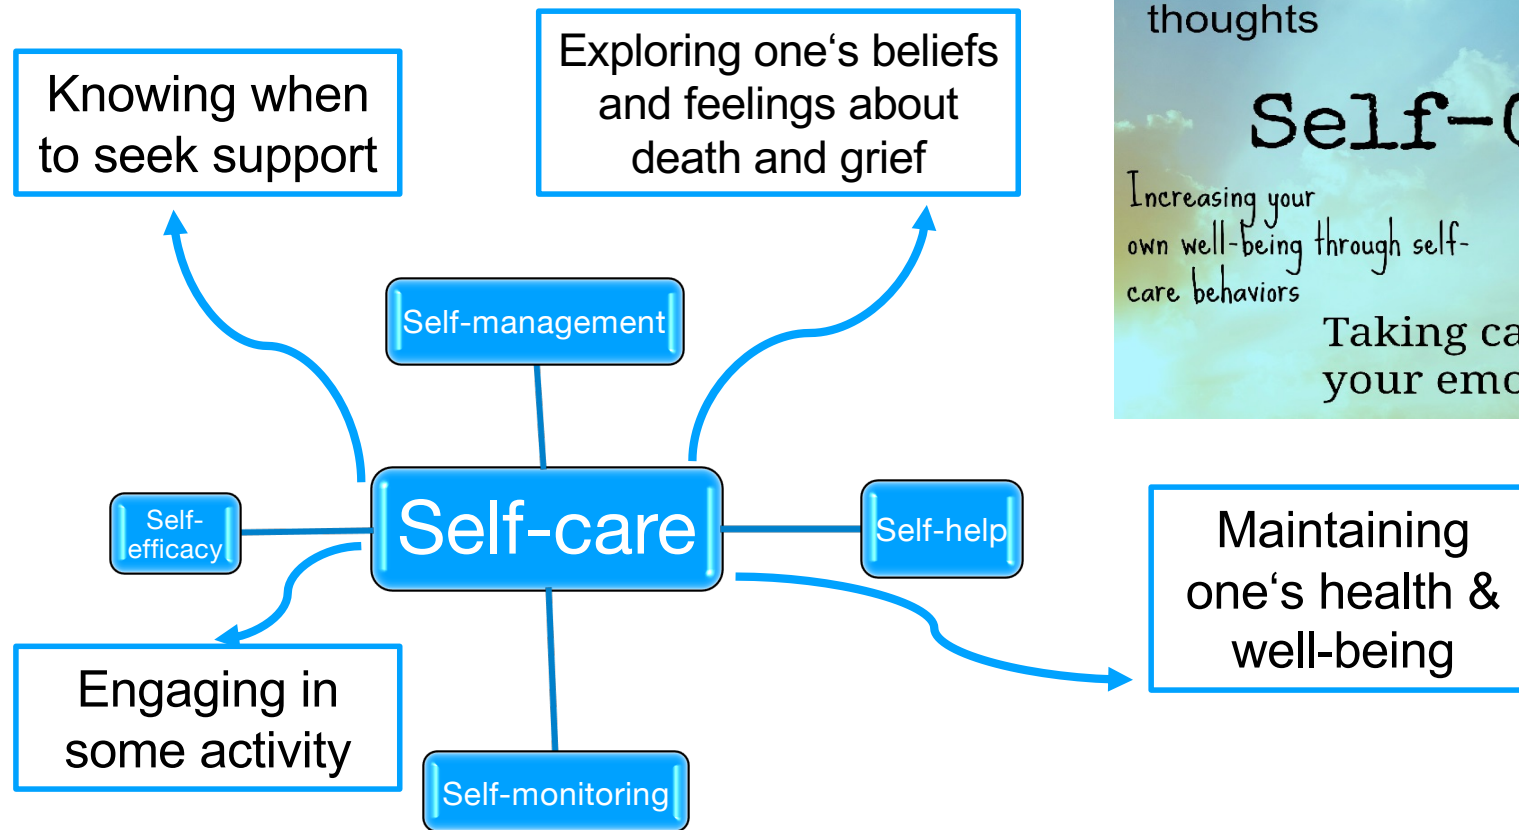 Knowing when
to seek support
Exploring one‘s beliefs
and feelings about
death and grief
thoughts
Self-
Increasing your
own well-being through self-
care behaviors
Taking
your
Self-management
Self-
efficacy
Self-care
Self-help
Maintaining
one‘s health &
well-being
Engaging in
some activity
Self-monitoring